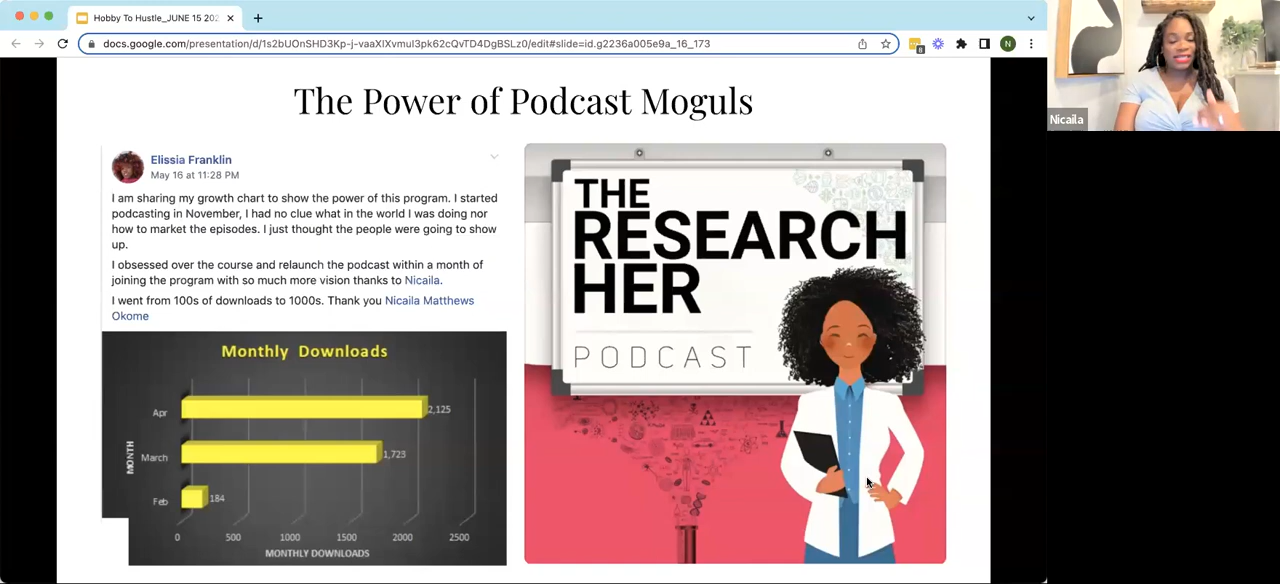 Hobby To Hustle_JUNE 15 202
docs.google.com/presentation/d/1s2bUOnSHD3Kp-j-vaaXIXvmuI3pk62cQvTD4DgBSLz0/edit#slide=id.g2236a005e9a_16_173
8
N
Nicaila
The Power of Podcast Moguls
Elissia Franklin
May 16 at 11:28 PM
I am sharing my growth chart to show the power of this program. I started
podcasting in November, I had no clue what in the world I was doing nor
how to market the episodes. I just thought the people were going to show
up.
I obsessed over the course and relaunch the podcast within a month of
joining the program with so much more vision thanks to Nicaila.
I went from 100s of downloads to 1000s. Thank you Nicaila Matthews
Okome
Monthly Downloads
MONTH
Apr
2,125
March
1,723
Feb
184
0 500 1000 1500 2000 2500
MONTHLY DOWNLOADS
THE
RESEARCH
HER
PODCAST